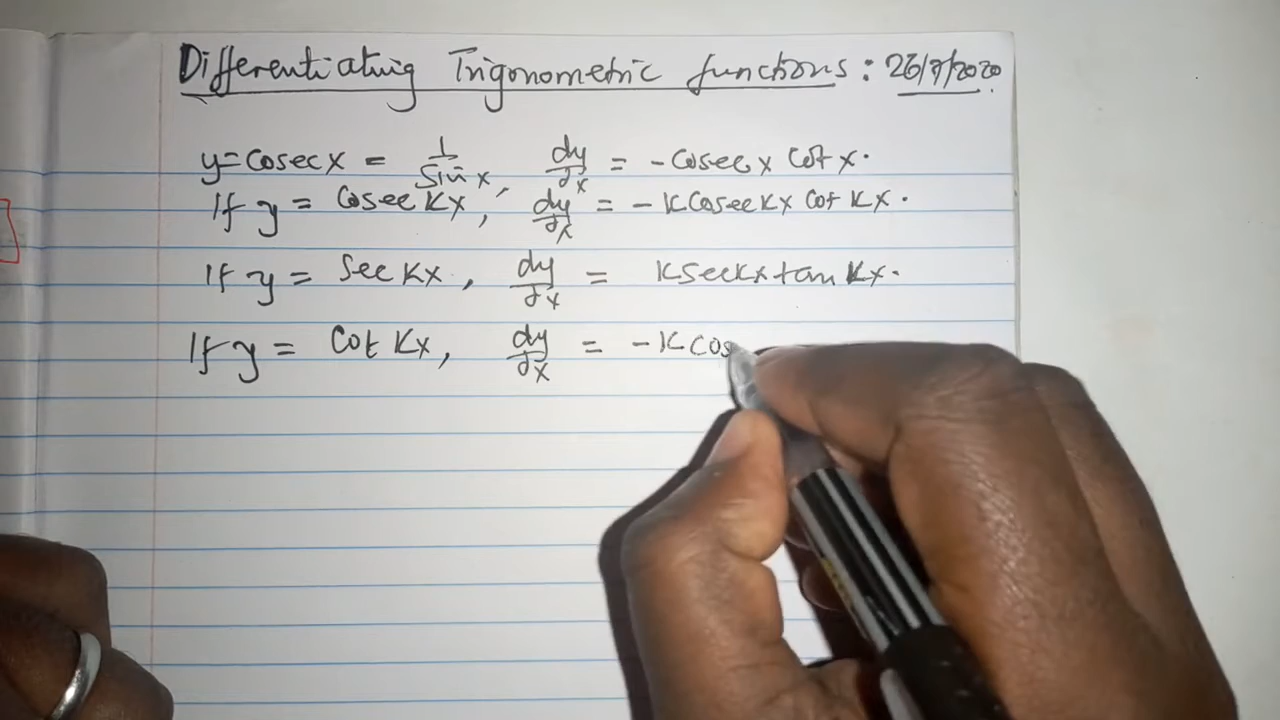 Differentiating Trigonometric functions : 26/7/2020
y = Cosec x = 1/Sin x, dy/dx = -Cosec x Cot x.
If y = Cosec Kx, dy/dx = -K Cosec Kx Cot Kx.
If y = Sec Kx, dy/dx = K Sec Kx tan Kx.
If y = Cot Kx, dy/dx = -K Cos